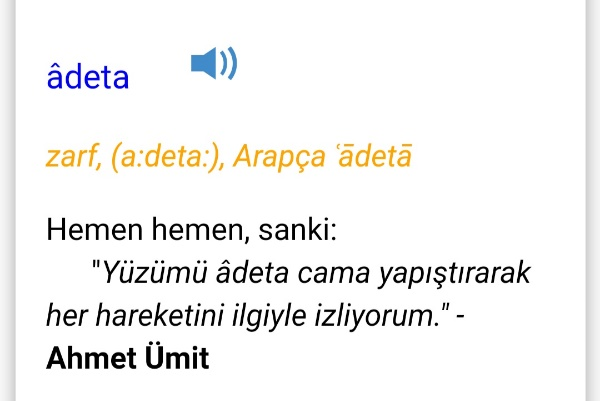 âdeta
zarf, (a:deta:), Arapça ʿādetā
Hemen hemen, sanki:
"Yüzümü âdeta cama yapıştırarak
her hareketini ilgiyle izliyorum." -
Ahmet Ümit